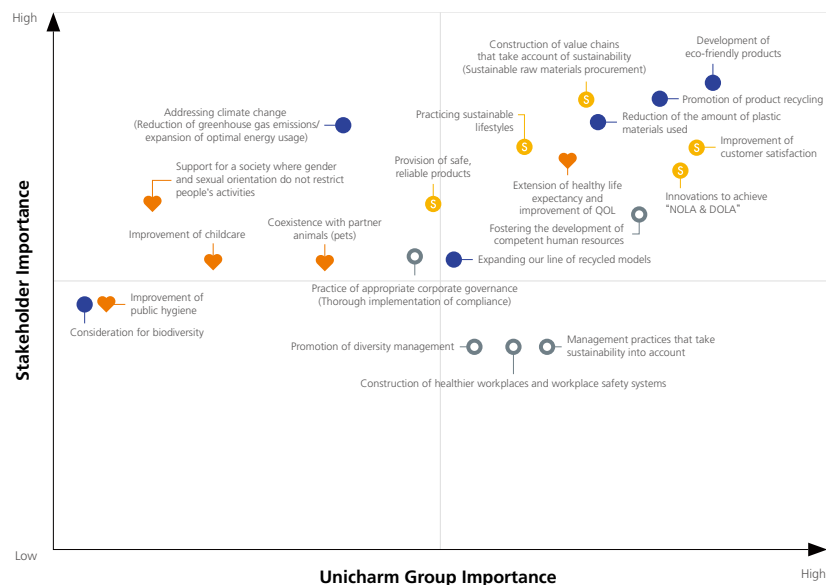 High
Stakeholder Importance
Low
Unicharm Group Importance
High
Construction of value chains
that take account of sustainability
(Sustainable raw materials procurement)
S
Development of
eco-friendly products
Promotion of product recycling
Addressing climate change
(Reduction of greenhouse gas emissions/
expansion of optimal energy usage)
Practicing sustainable
lifestyles
S
Reduction of the amount of plastic
materials used
S
Improvement of
customer satisfaction
Support for a society where gender
and sexual orientation do not restrict
people's activities
Provision of safe,
reliable products
S
Extension of healthy life
expectancy and
improvement of QOL
S
Innovations to achieve
“NOLA & DOLA”
Improvement of childcare
Coexistence with partner
animals (pets)
Fostering the development of
competent human resources
Expanding our line of recycled models
Practice of appropriate corporate governance
(Thorough implementation of compliance)
Improvement of
public hygiene
Consideration for biodiversity
Promotion of diversity management
Management practices that take
sustainability into account
Construction of healthier workplaces and workplace safety systems